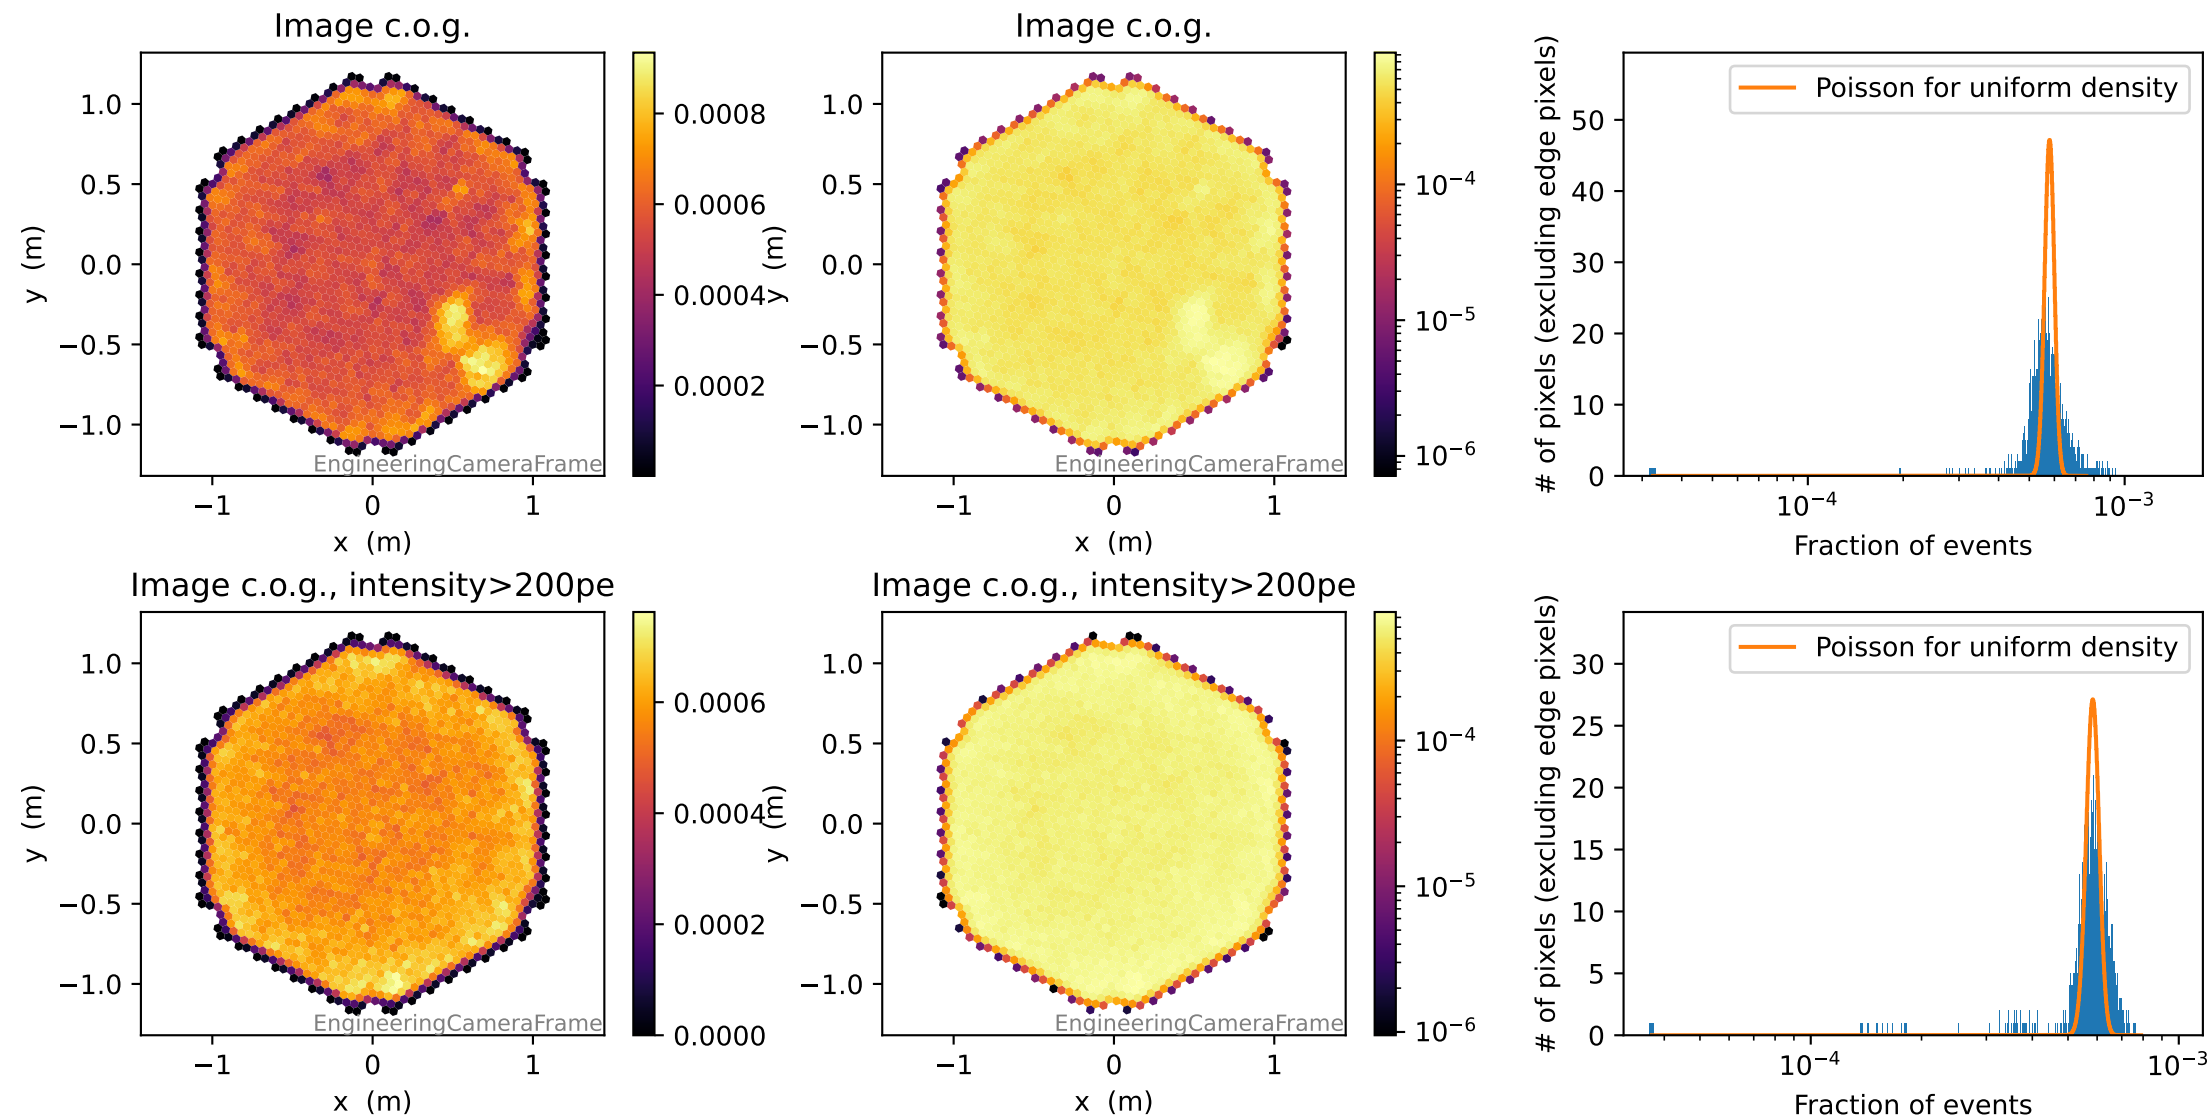 Image c.o.g.
1.0
0.5
0.0
−0.5
−1.0
y (m)
−1
0
1
x (m)
EngineeringCameraFrame
0.0008
0.0006
0.0004
0.0002
Image c.o.g.
1.0
0.5
0.0
−0.5
−1.0
y (m)
−1
0
1
x (m)
EngineeringCameraFrame
10⁻⁴
10⁻⁵
10⁻⁶
Poisson for uniform density
50
40
30
20
10
0
# of pixels (excluding edge pixels)
10⁻⁴
10⁻³
Fraction of events
Image c.o.g., intensity>200pe
1.0
0.5
0.0
−0.5
−1.0
y (m)
−1
0
1
x (m)
EngineeringCameraFrame
0.0006
0.0004
0.0002
0.0000
Image c.o.g., intensity>200pe
1.0
0.5
0.0
−0.5
−1.0
y (m)
−1
0
1
x (m)
EngineeringCameraFrame
10⁻⁴
10⁻⁵
10⁻⁶
Poisson for uniform density
30
25
20
15
10
5
0
# of pixels (excluding edge pixels)
10⁻⁴
10⁻³
Fraction of events